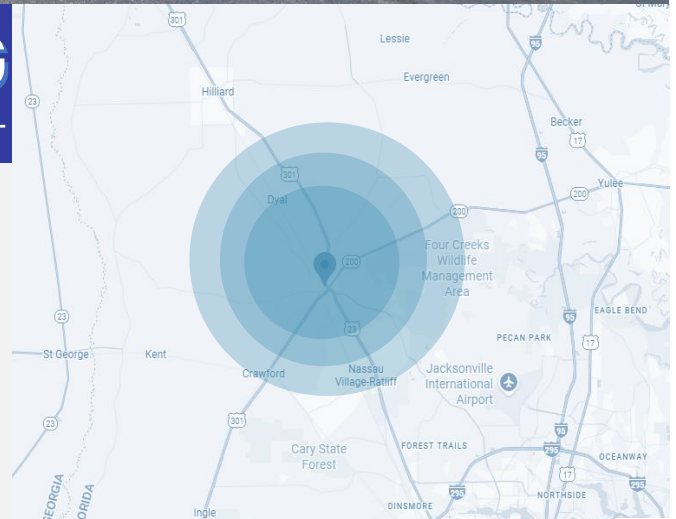 301
Lessie
95
Evergreen
23
Hilliard
Becker
17
95
301
Yulee
200
Dyal
200
Four Creeks
Wildlife
Management
Area
200
23
EAGLE BEND
95
23
PECAN PARK
17
St George
Kent
Crawford
Nassau
Village-Ratliff
Jacksonville
International
Airport
301
23
95
Cary State
Forest
FOREST TRAILS
295
OCEANWAY
17
295
295
NORTHSIDE
GEORGIA
FLORIDA
DINSMORE
Ingle